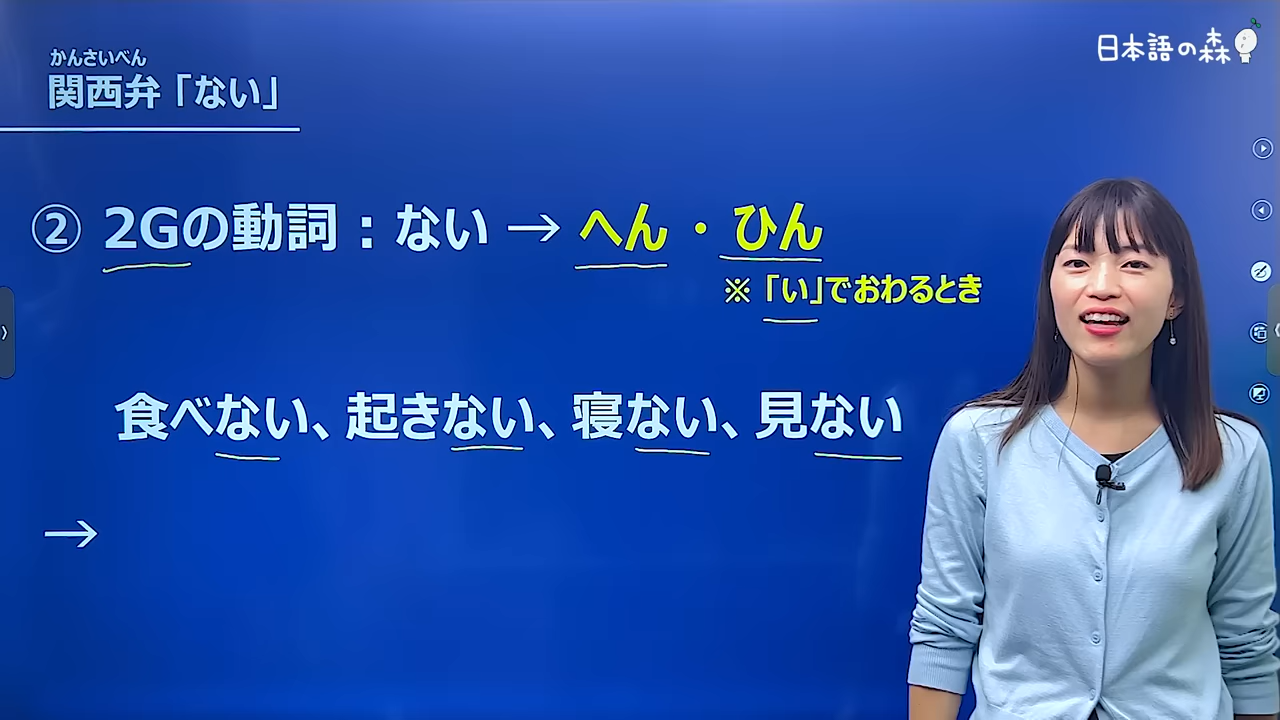 かんさいべん
関西弁「ない」
日本語の森
② 2Gの動詞：ない → へん・ひん
※「い」でおわるとき
食べない、起きない、寝ない、見ない
→